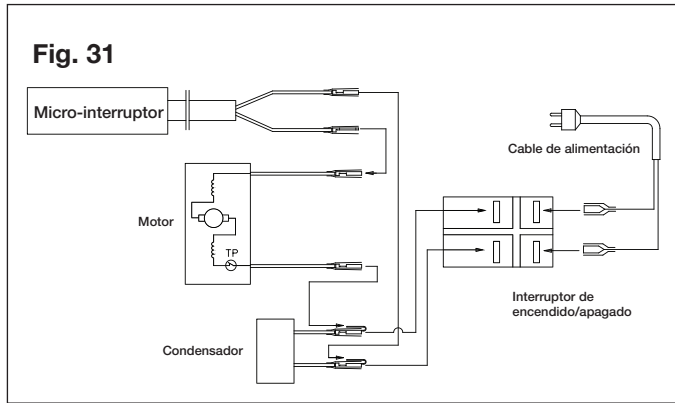 Fig. 31
Micro-interruptor
Cable de alimentación
Motor
TP
Interruptor de
encendido/apagado
Condensador